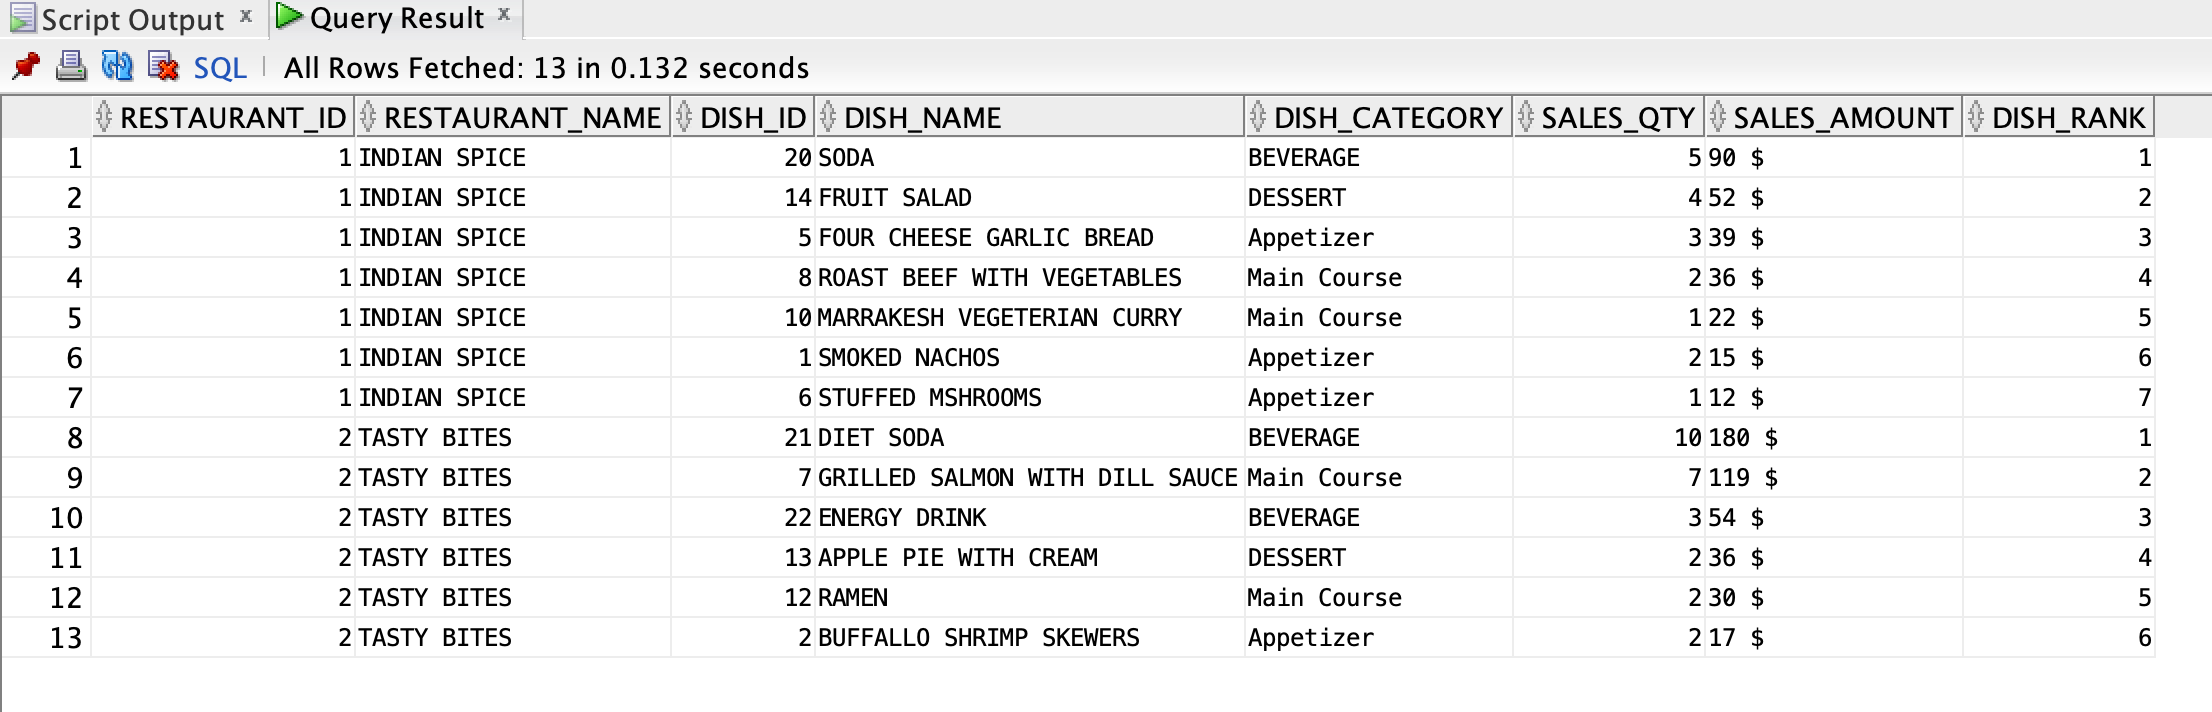 Script Output x Query Result x
SQL All Rows Fetched: 13 in 0.132 seconds
RESTAURANT_ID RESTAURANT_NAME DISH_ID DISH_NAME DISH_CATEGORY SALES_QTY SALES_AMOUNT DISH_RANK
1 1 INDIAN SPICE 20 SODA BEVERAGE 5 90 $ 1
2 1 INDIAN SPICE 14 FRUIT SALAD DESSERT 4 52 $ 2
3 1 INDIAN SPICE 5 FOUR CHEESE GARLIC BREAD Appetizer 3 39 $ 3
4 1 INDIAN SPICE 8 ROAST BEEF WITH VEGETABLES Main Course 2 36 $ 4
5 1 INDIAN SPICE 10 MARRAKESH VEGETERIAN CURRY Main Course 1 22 $ 5
6 1 INDIAN SPICE 1 SMOKED NACHOS Appetizer 2 15 $ 6
7 1 INDIAN SPICE 6 STUFFED MSHROOMS Appetizer 1 12 $ 7
8 2 TASTY BITES 21 DIET SODA BEVERAGE 10 180 $ 1
9 2 TASTY BITES 7 GRILLED SALMON WITH DILL SAUCE Main Course 7 119 $ 2
10 2 TASTY BITES 22 ENERGY DRINK BEVERAGE 3 54 $ 3
11 2 TASTY BITES 13 APPLE PIE WITH CREAM DESSERT 2 36 $ 4
12 2 TASTY BITES 12 RAMEN Main Course 2 30 $ 5
13 2 TASTY BITES 2 BUFFALLO SHRIMP SKEWERS Appetizer 2 17 $ 6